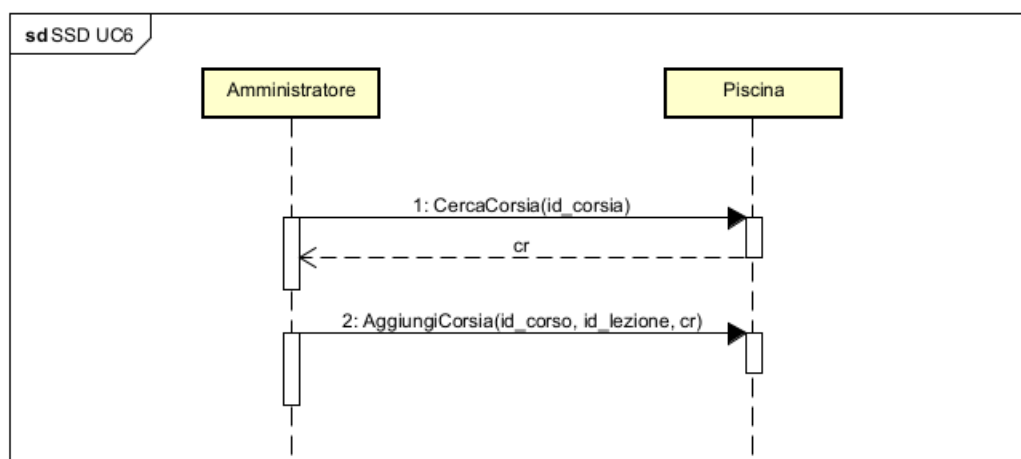 sd SSD UC6
Amministratore
Piscina
1: CercaCorsia(id_corsia)
cr
2: AggiungiCorsia(id_corso, id_lezione, cr)